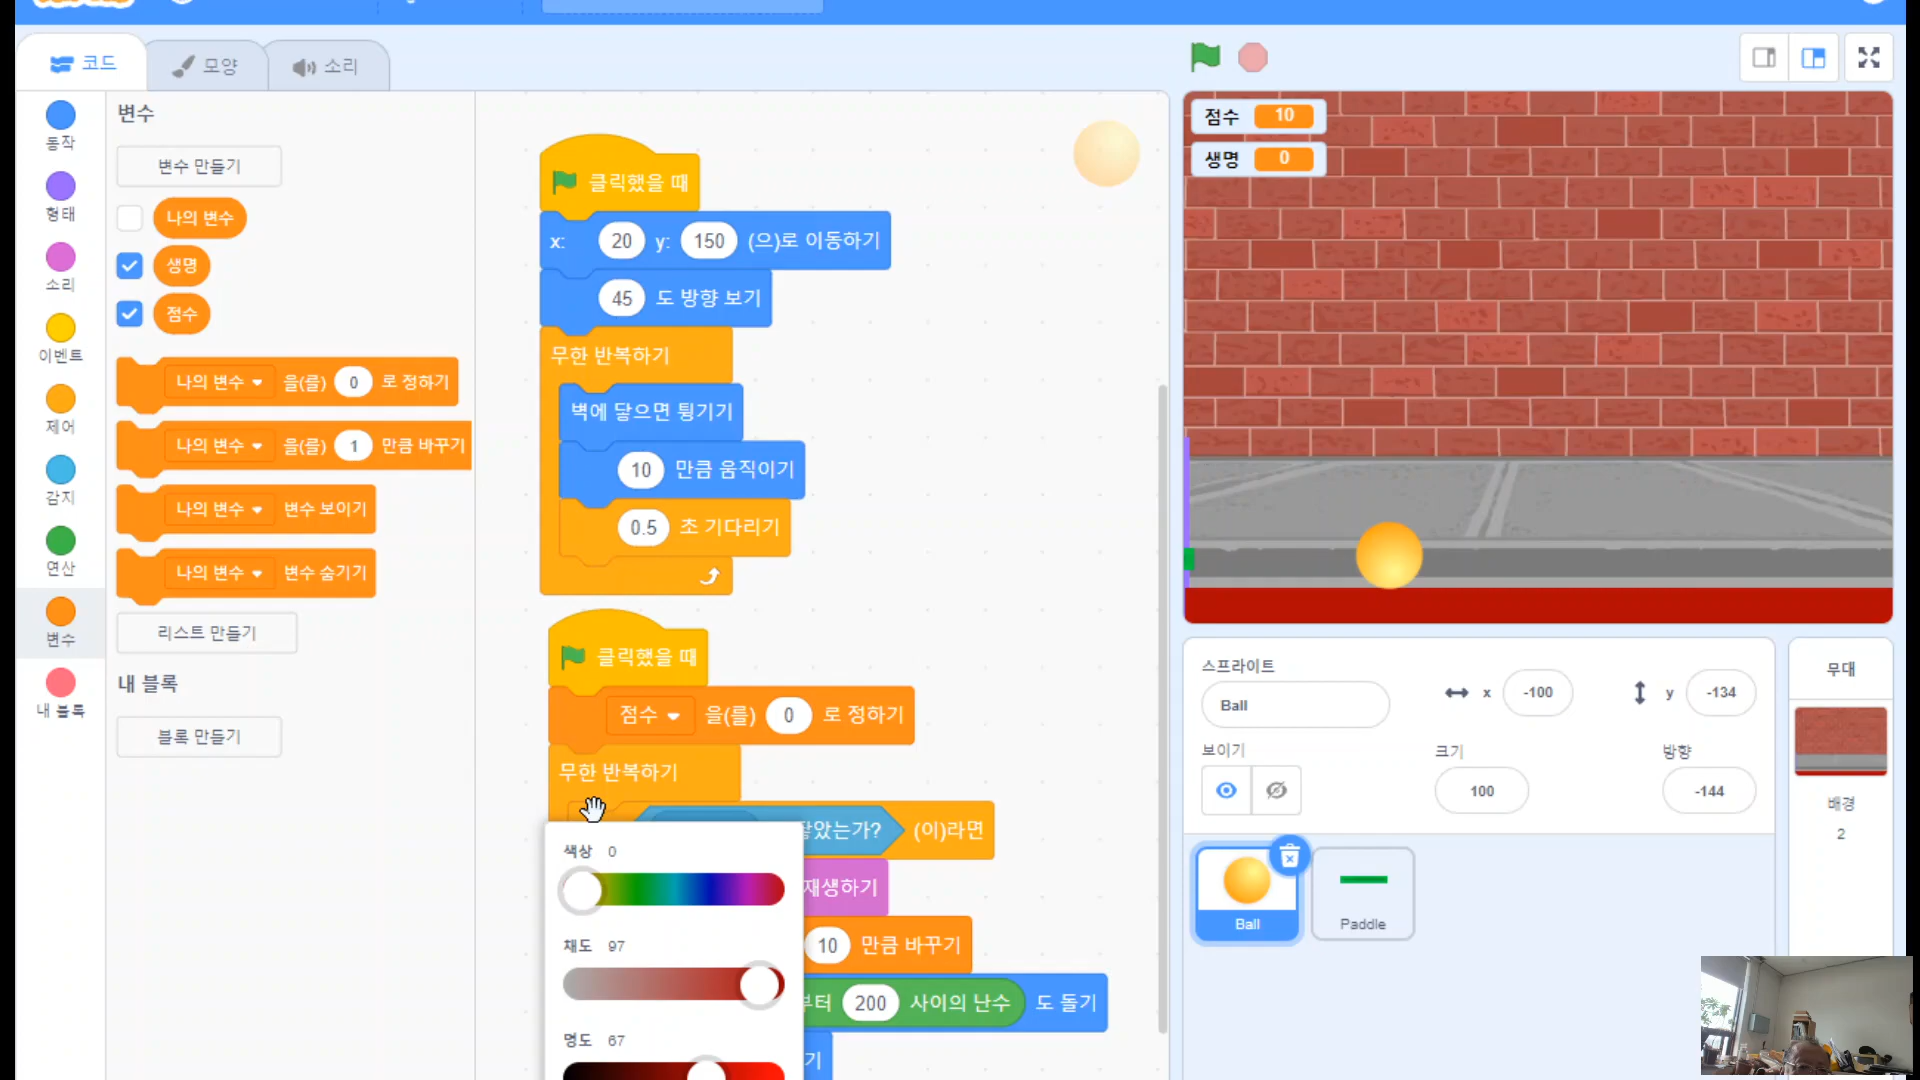 코드
모양
소리
변수
변수 만들기
나의 변수
생명
점수
나의 변수 을(를) 0 로 정하기
나의 변수 을(를) 1 만큼 바꾸기
나의 변수 변수 보이기
나의 변수 변수 숨기기
리스트 만들기
내 블록
블록 만들기
동작
형태
소리
이벤트
제어
감지
연산
변수
내 블록
클릭했을 때
x: 20 y: 150 (으)로 이동하기
45 도 방향 보기
무한 반복하기
벽에 닿으면 튕기기
10 만큼 움직이기
0.5 초 기다리기
클릭했을 때
점수 을(를) 0 로 정하기
무한 반복하기
(이)라면
재생하기
10 만큼 바꾸기
200 사이의 난수 도 돌기
기
색상 0
채도 97
명도 67
점수 10
생명 0
스프라이트
Ball
x -100
y -134
보이기
크기
100
방향
-144
Ball
Paddle
무대
배경
2